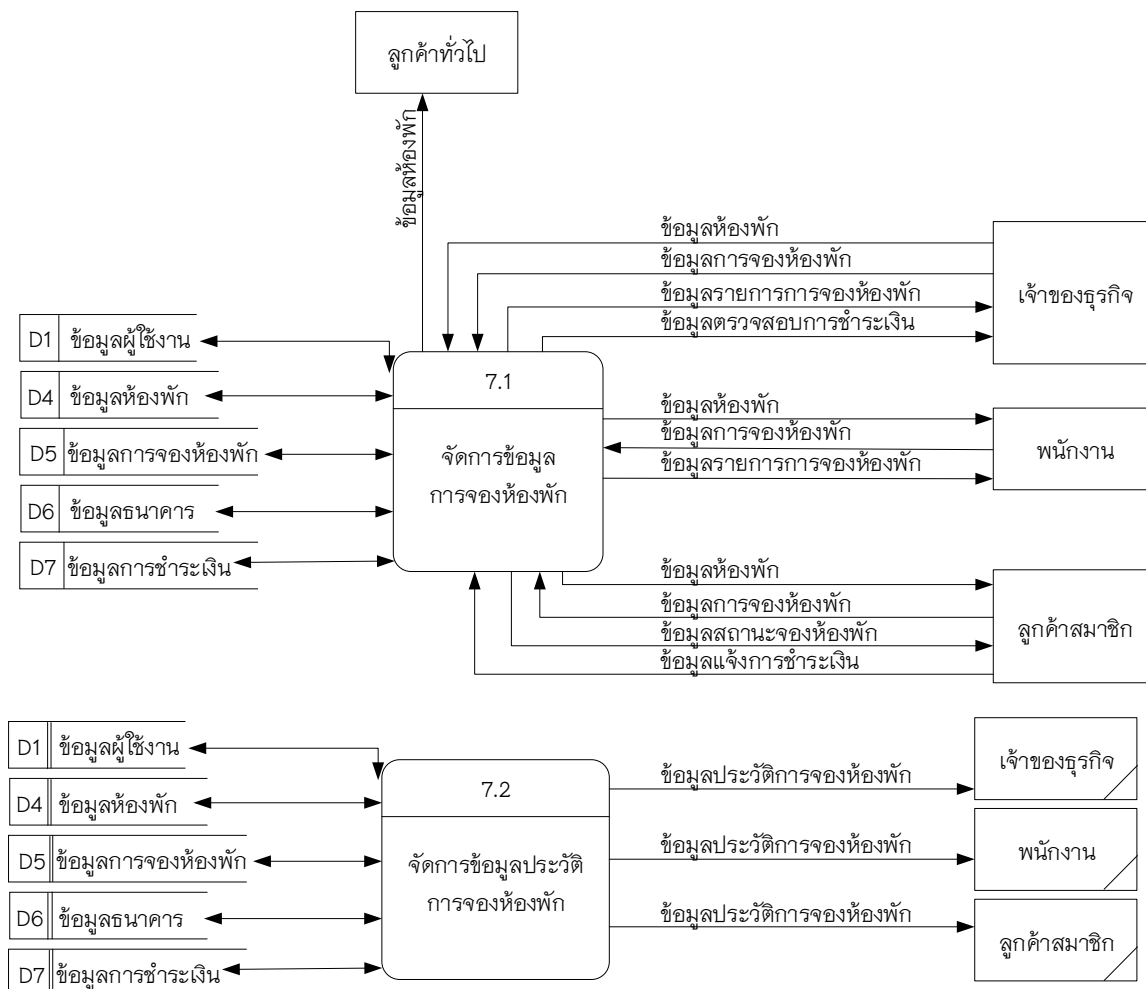 ลูกค้าทั่วไป
ข้อมูลห้องพัก
ข้อมูลห้องพัก
ข้อมูลการจองห้องพัก
ข้อมูลรายการการจองห้องพัก
ข้อมูลตรวจสอบการชำระเงิน
เจ้าของธุรกิจ
D1 ข้อมูลผู้ใช้งาน
D4 ข้อมูลห้องพัก
D5 ข้อมูลการจองห้องพัก
D6 ข้อมูลธนาคาร
D7 ข้อมูลการชำระเงิน
7.1
จัดการข้อมูล
การจองห้องพัก
ข้อมูลห้องพัก
ข้อมูลการจองห้องพัก
ข้อมูลรายการการจองห้องพัก
พนักงาน
ข้อมูลห้องพัก
ข้อมูลการจองห้องพัก
ข้อมูลสถานะจองห้องพัก
ข้อมูลแจ้งการชำระเงิน
ลูกค้าสมาชิก
D1 ข้อมูลผู้ใช้งาน
D4 ข้อมูลห้องพัก
D5 ข้อมูลการจองห้องพัก
D6 ข้อมูลธนาคาร
D7 ข้อมูลการชำระเงิน
7.2
จัดการข้อมูลประวัติ
การจองห้องพัก
ข้อมูลประวัติการจองห้องพัก
เจ้าของธุรกิจ
ข้อมูลประวัติการจองห้องพัก
พนักงาน
ข้อมูลประวัติการจองห้องพัก
ลูกค้าสมาชิก